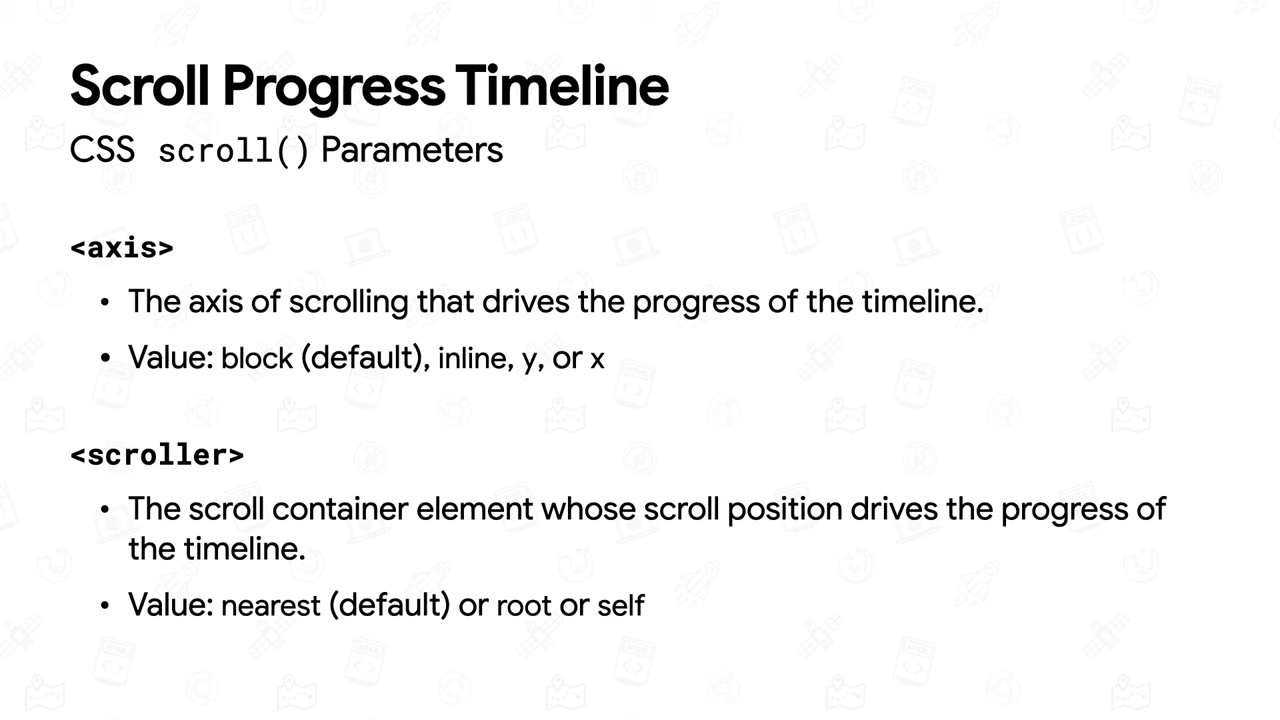 Scroll Progress Timeline
CSS scroll() Parameters
<axis>
• The axis of scrolling that drives the progress of the timeline.
• Value: block (default), inline, y, or x
<scroller>
• The scroll container element whose scroll position drives the progress of
the timeline.
• Value: nearest (default) or root or self